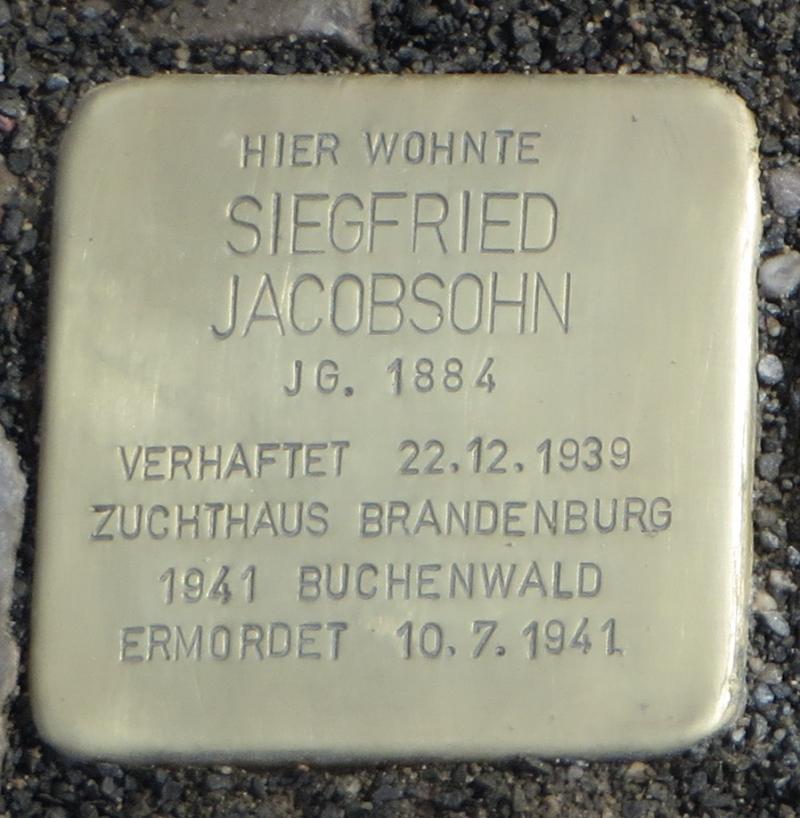 HIER WOHNTE
SIEGFRIED
JACOBSOHN
JG. 1884
VERHAFTET 22.12.1939
ZUCHTHAUS BRANDENBURG
1941 BUCHENWALD
ERMORDET 10.7.1941